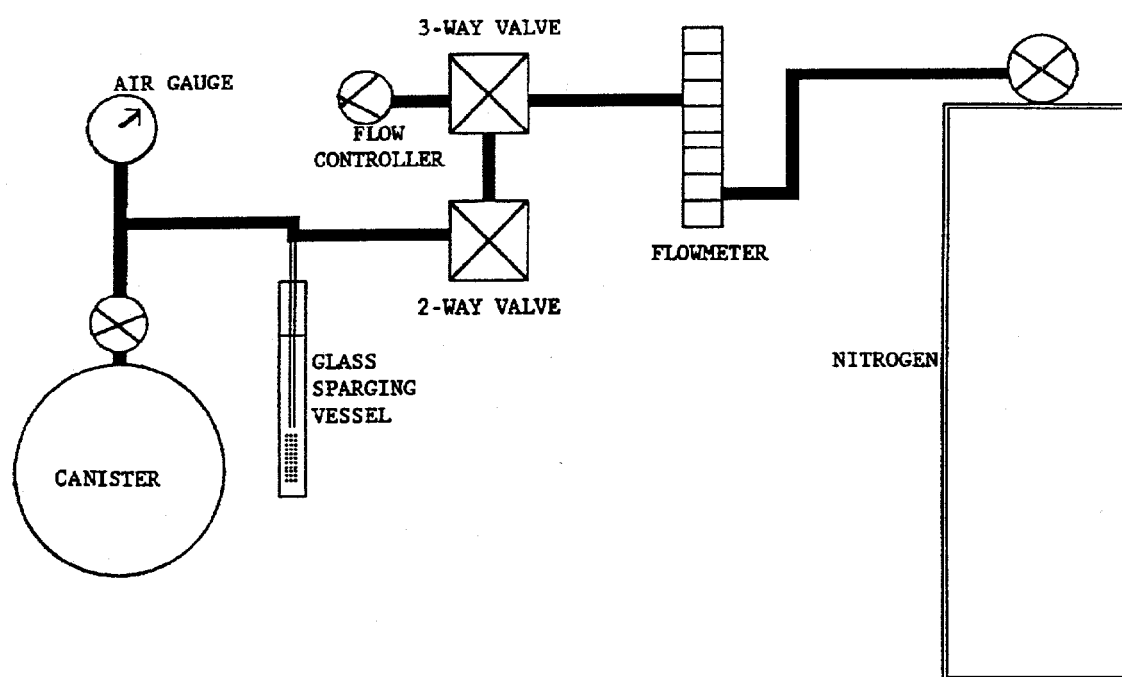 3-WAY VALVE
AIR GAUGE
FLOW
CONTROLLER
FLOWMETER
2-WAY VALVE
GLASS
SPARGING
VESSEL
NITROGEN
CANISTER